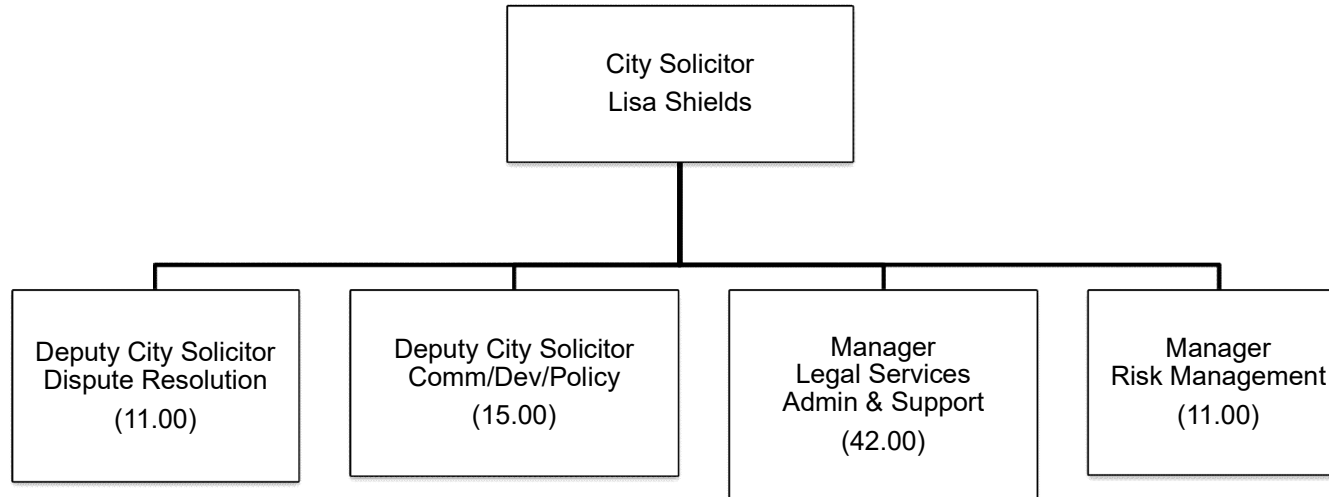 City Solicitor
Lisa Shields
Deputy City Solicitor
Dispute Resolution
(11.00)
Deputy City Solicitor
Comm/Dev/Policy
(15.00)
Manager
Legal Services
Admin & Support
(42.00)
Manager
Risk Management
(11.00)